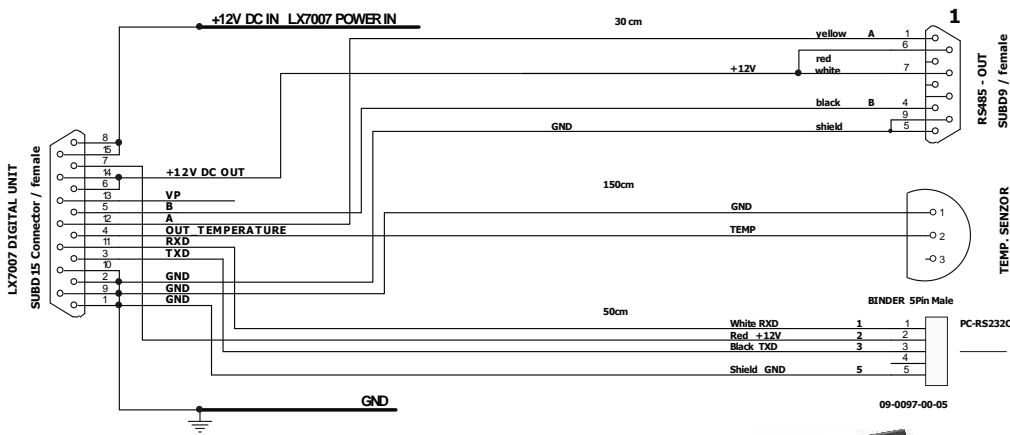 +12V DC IN LX7007 POWER IN
30 cm
1
yellow A 1
6
red
+12V white 7
black B 4
9
GND shield 5
RS485 - OUT
SUBD9 / female
LX7007 DIGITAL UNIT
SUBD15 Connector / female
8
15
7
14 +12V DC OUT
6
13 VP
5 B
12 A
4 OUT_TEMPERATURE
11 RXD
3 TXD
10
2 GND
9 GND
1 GND
150cm
GND 1
TEMP 2
3
TEMP. SENZOR
50cm
BINDER 5Pin Male
White RXD 1 1
Red +12V 2 2
Black TXD 3 3
4
Shield GND 5 5
PC-RS232C
09-0097-00-05
GND